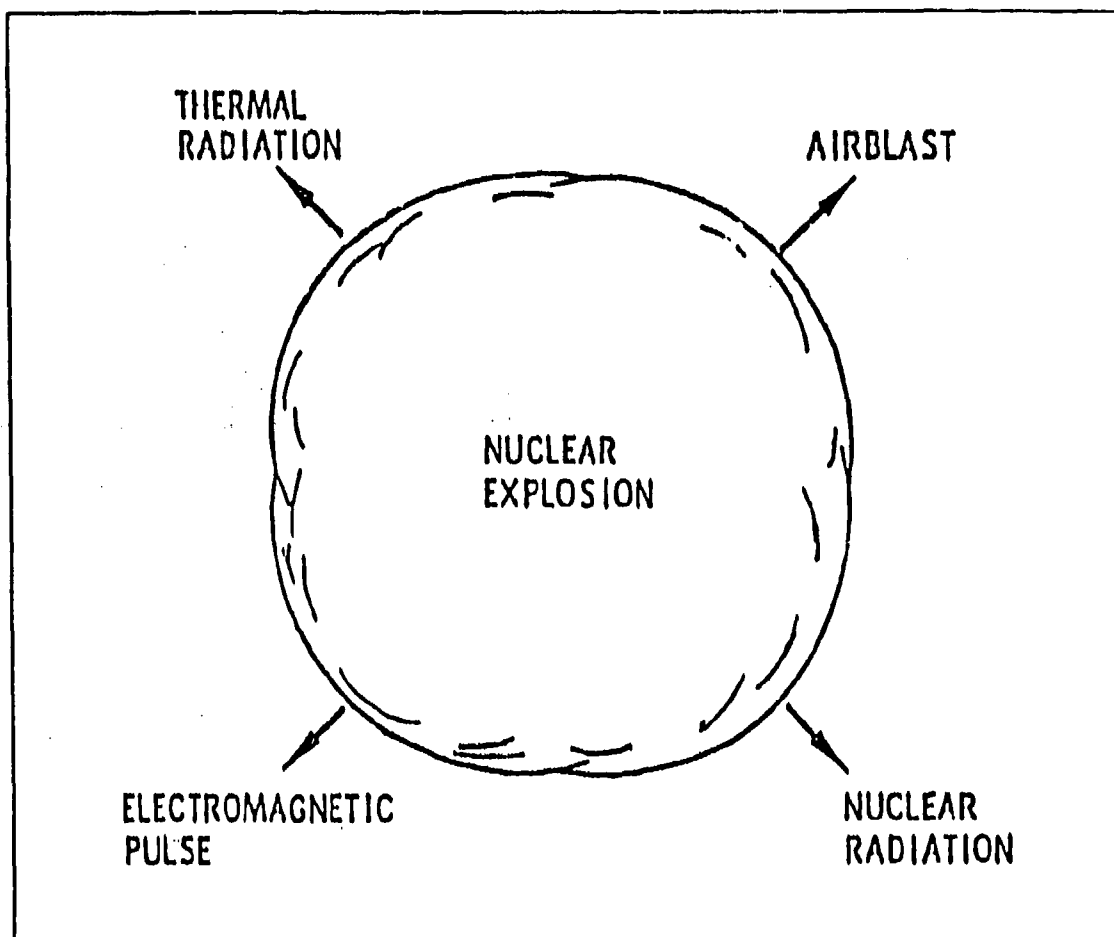 THERMAL
RADIATION
AIRBLAST
NUCLEAR
EXPLOSION
ELECTROMAGNETIC
PULSE
NUCLEAR
RADIATION